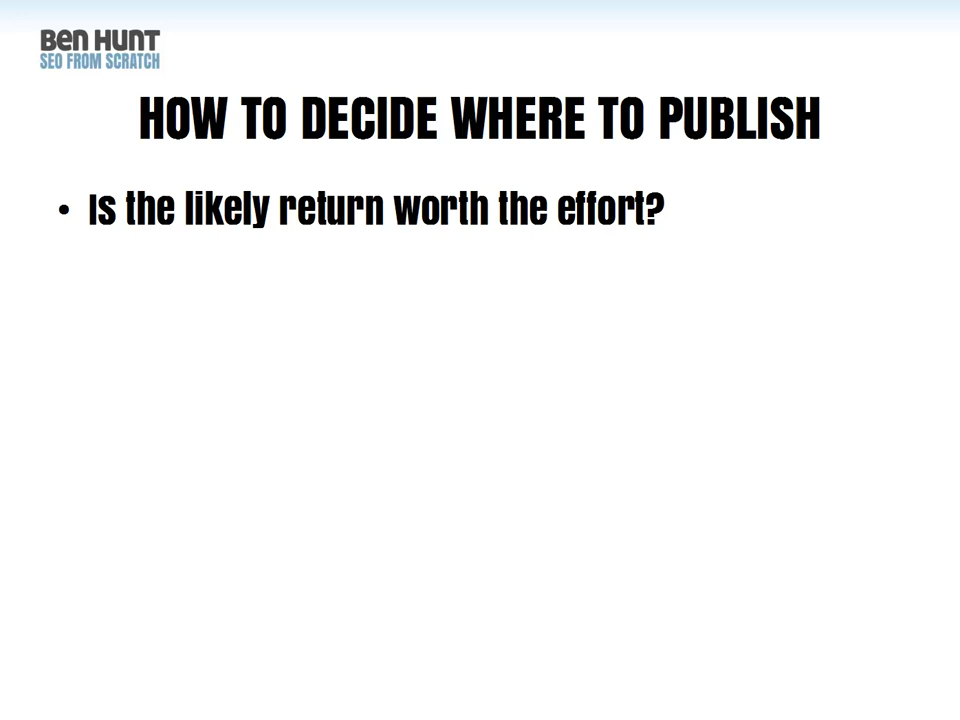 Ben Hunt
SEO FROM SCRATCH
HOW TO DECIDE WHERE TO PUBLISH
• Is the likely return worth the effort?